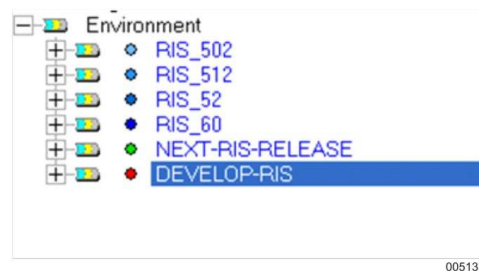 Environment
RIS_502
RIS_512
RIS_52
RIS_60
NEXT-RIS-RELEASE
DEVELOP-RIS
00513